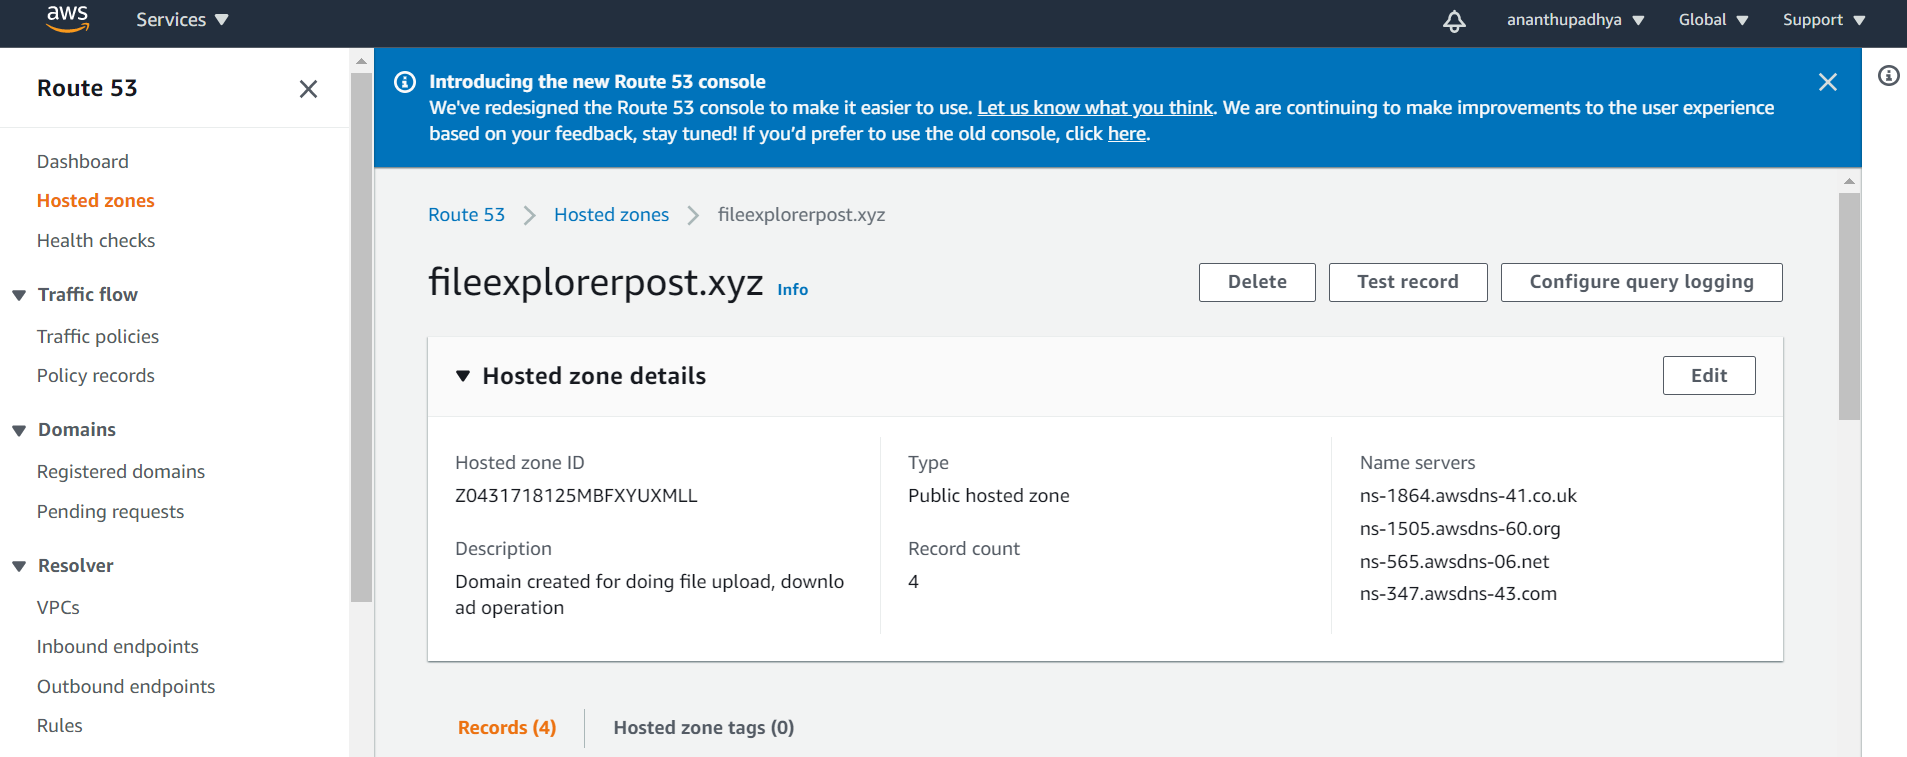 aws
Services
ananthupadhya
Global
Support
Route 53
Dashboard
Hosted zones
Health checks
Traffic flow
Traffic policies
Policy records
Domains
Registered domains
Pending requests
Resolver
VPCs
Inbound endpoints
Outbound endpoints
Rules
Introducing the new Route 53 console
We've redesigned the Route 53 console to make it easier to use. Let us know what you think. We are continuing to make improvements to the user experience
based on your feedback, stay tuned! If you’d prefer to use the old console, click here.
Route 53 > Hosted zones > fileexplorerpost.xyz
fileexplorerpost.xyz Info
Delete
Test record
Configure query logging
Hosted zone details
Edit
Hosted zone ID
Z0431718125MBFXYUXMLL
Description
Domain created for doing file upload, downlo
ad operation
Type
Public hosted zone
Record count
4
Name servers
ns-1864.awsdns-41.co.uk
ns-1505.awsdns-60.org
ns-565.awsdns-06.net
ns-347.awsdns-43.com
Records (4)
Hosted zone tags (0)